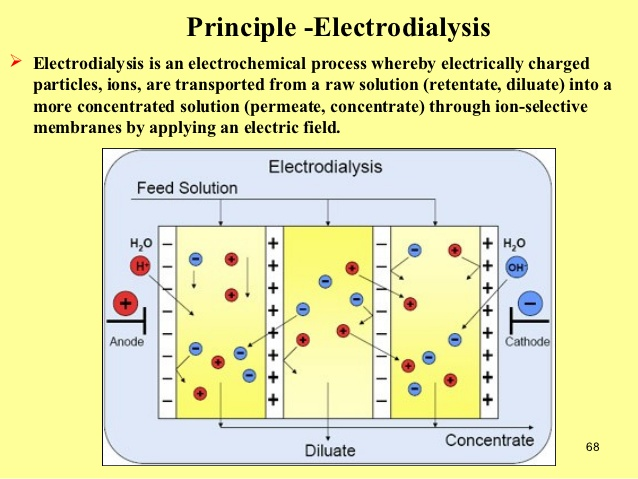 Principle -Electrodialysis
➢ Electrodialysis is an electrochemical process whereby electrically charged
particles, ions, are transported from a raw solution (retentate, diluate) into a
more concentrated solution (permeate, concentrate) through ion-selective
membranes by applying an electric field.
Electrodialysis
Feed Solution
H₂O
H₂O
H⁺
OH⁻
Anode
Cathode
Concentrate
Diluate
68